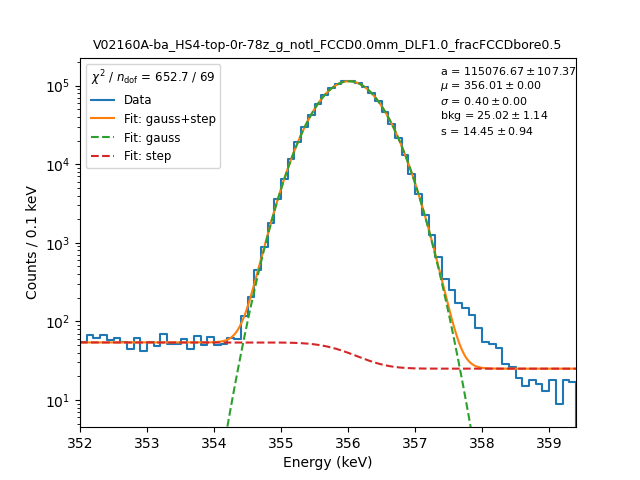 V02160A-ba_HS4-top-0r-78z_g_notl_FCCD0.0mm_DLF1.0_fracFCCDbore0.5
χ² / n_dof = 652.7 / 69
Data
Fit: gauss+step
Fit: gauss
Fit: step
a = 115076.67 ± 107.37
μ = 356.01 ± 0.00
σ = 0.40 ± 0.00
bkg = 25.02 ± 1.14
s = 14.45 ± 0.94
Counts / 0.1 keV
10⁵
10⁴
10³
10²
10¹
352 353 354 355 356 357 358 359
Energy (keV)